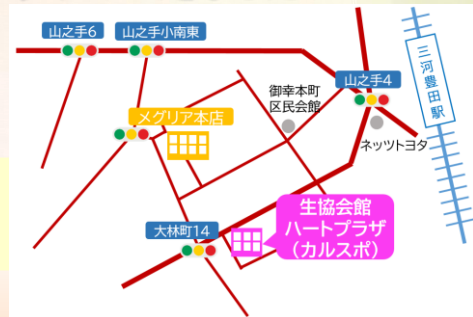 山之手6
山之手小南東
三河豊田駅
御幸本町
区民会館
山之手4
メグリア本店
ネッツトヨタ
生協会館
ハートプラザ
(カルスポ)
大林町14